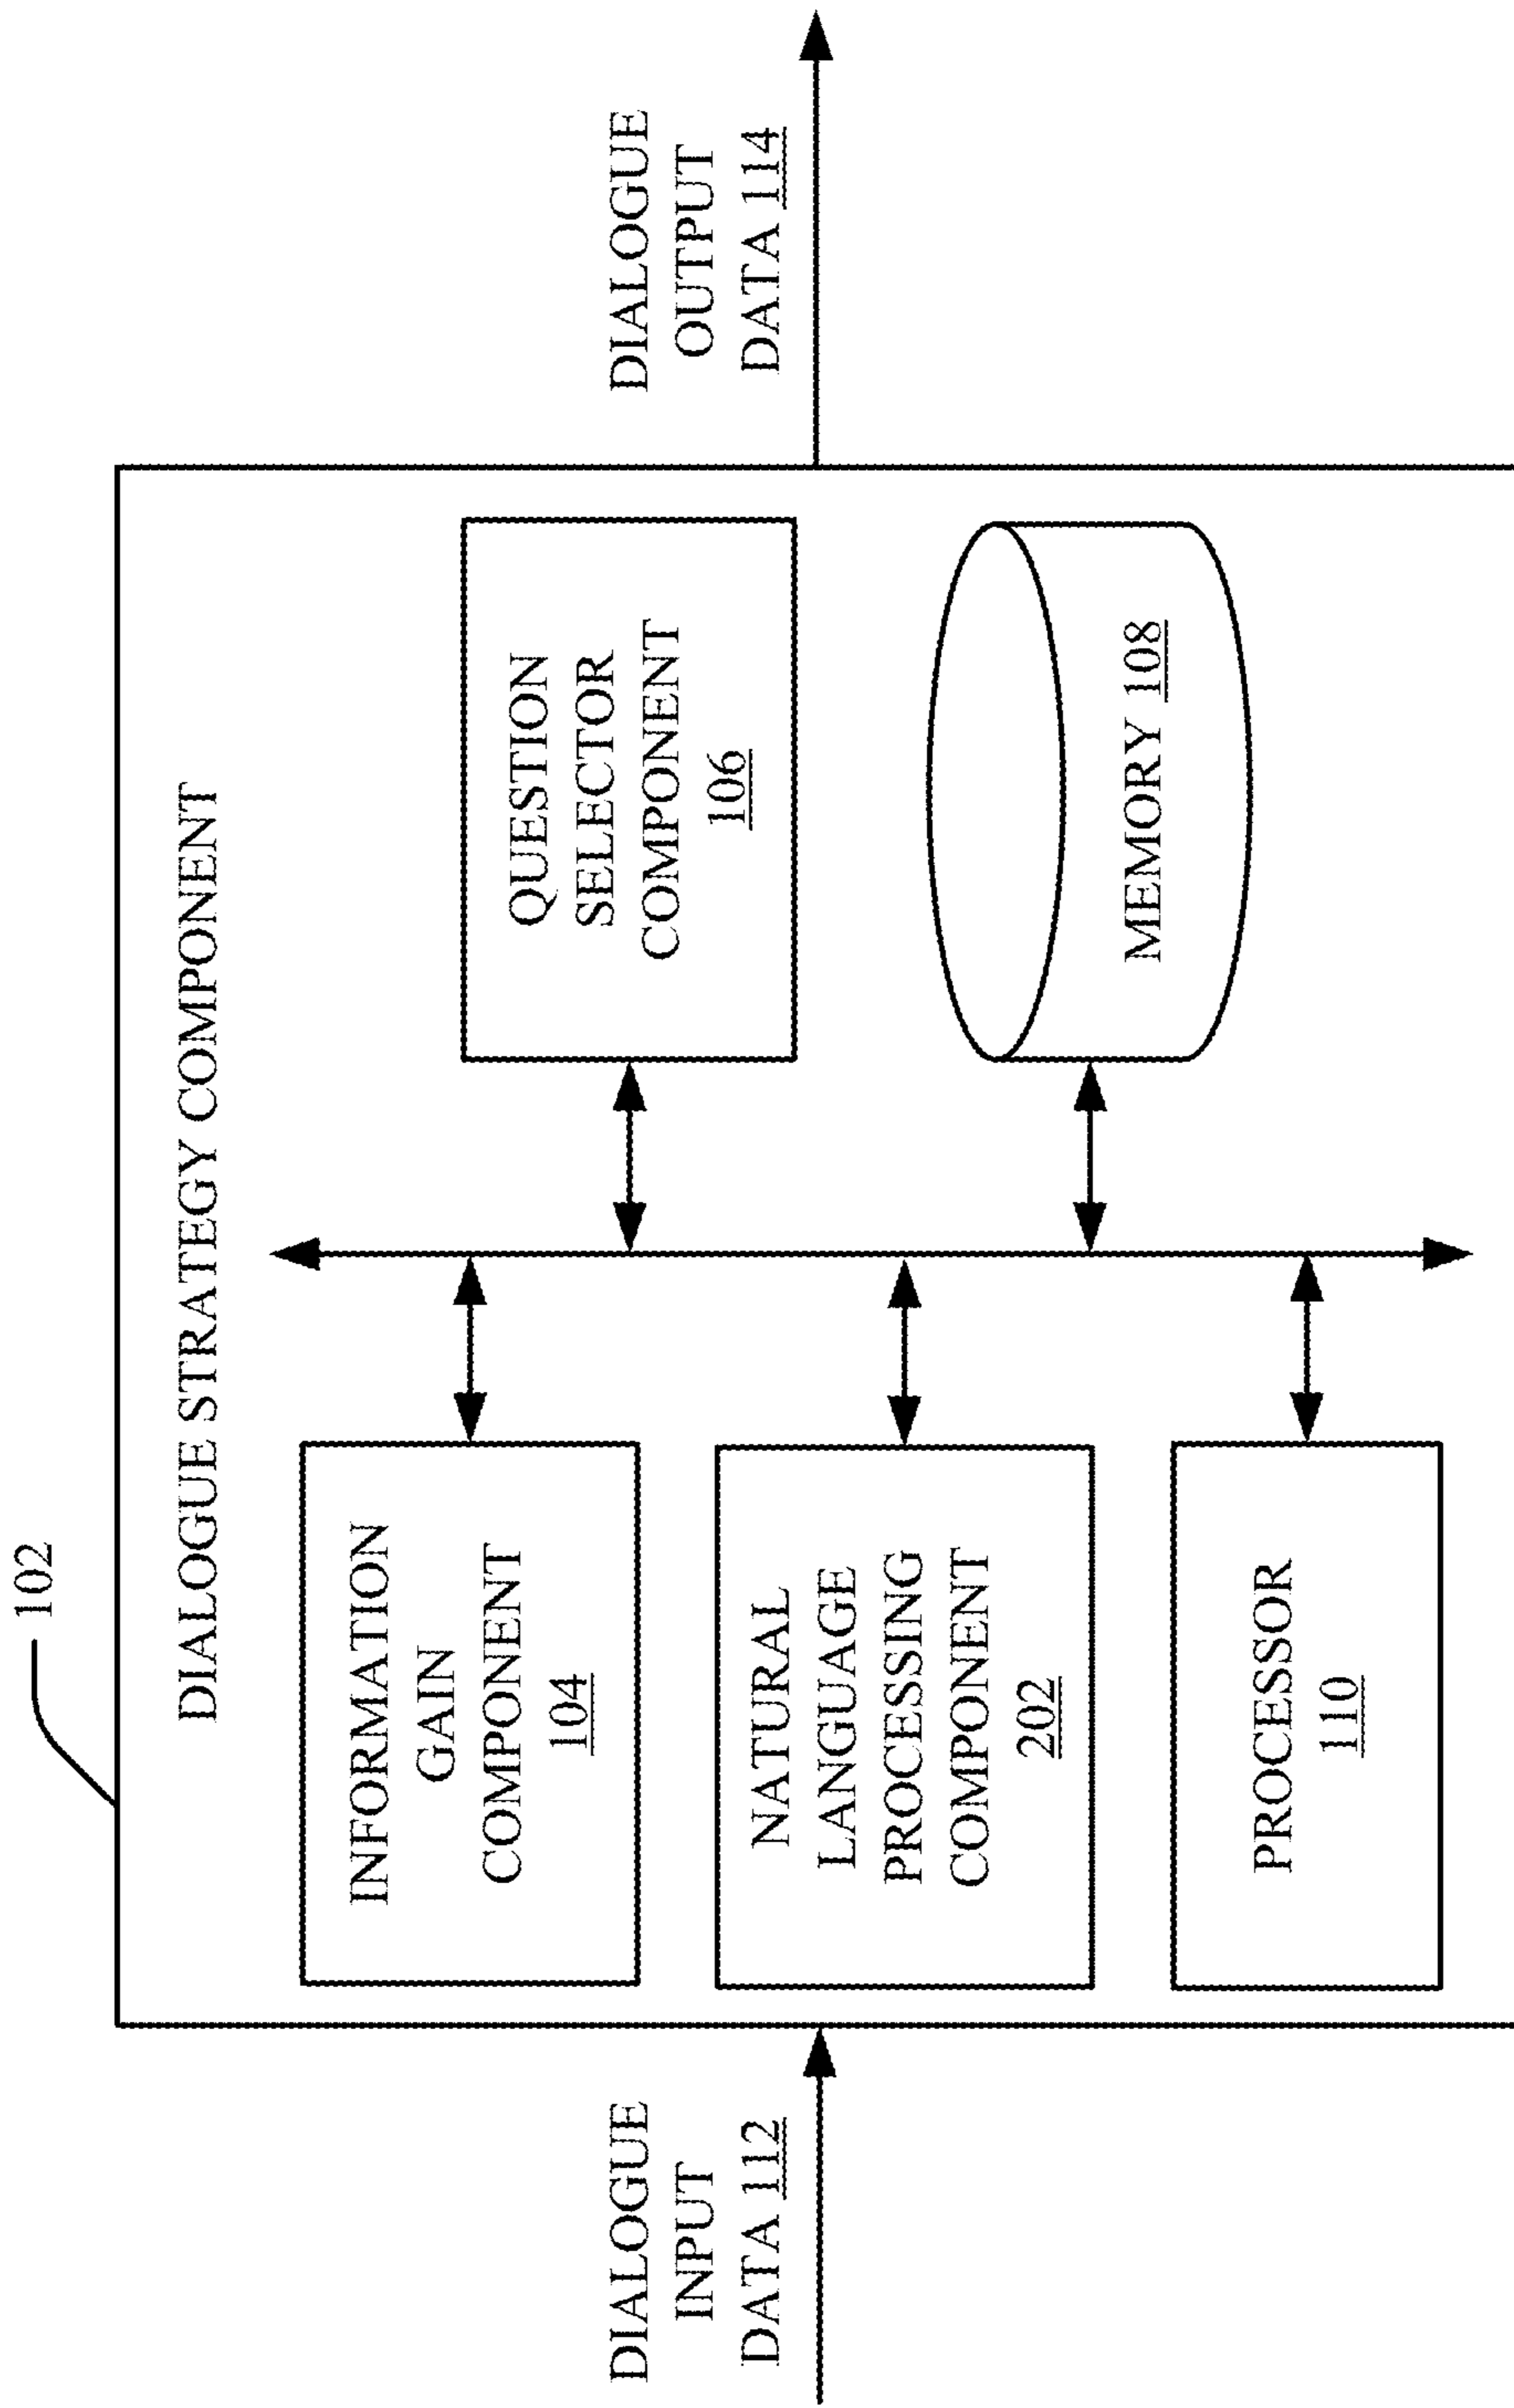 102
DIALOGUE STRATEGY COMPONENT
INFORMATION
GAIN
COMPONENT
104
QUESTION
SELECTOR
COMPONENT
106
DIALOGUE
INPUT
DATA 112
DIALOGUE
OUTPUT
DATA 114
NATURAL
LANGUAGE
PROCESSING
COMPONENT
202
MEMORY 108
PROCESSOR
110